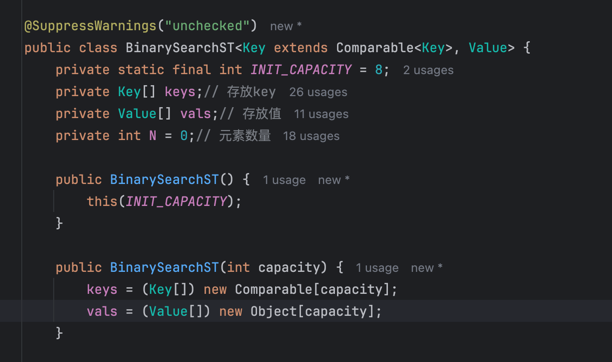 @SuppressWarnings("unchecked") new *
public class BinarySearchST<Key extends Comparable<Key>, Value> {
private static final int INIT_CAPACITY = 8; 2 usages
private Key[] keys;// 存放key 26 usages
private Value[] vals;// 存放值 11 usages
private int N = 0;// 元素数量 18 usages
public BinarySearchST() { 1 usage new *
this(INIT_CAPACITY);
}
public BinarySearchST(int capacity) { 1 usage new *
keys = (Key[]) new Comparable[capacity];
vals = (Value[]) new Object[capacity];
}